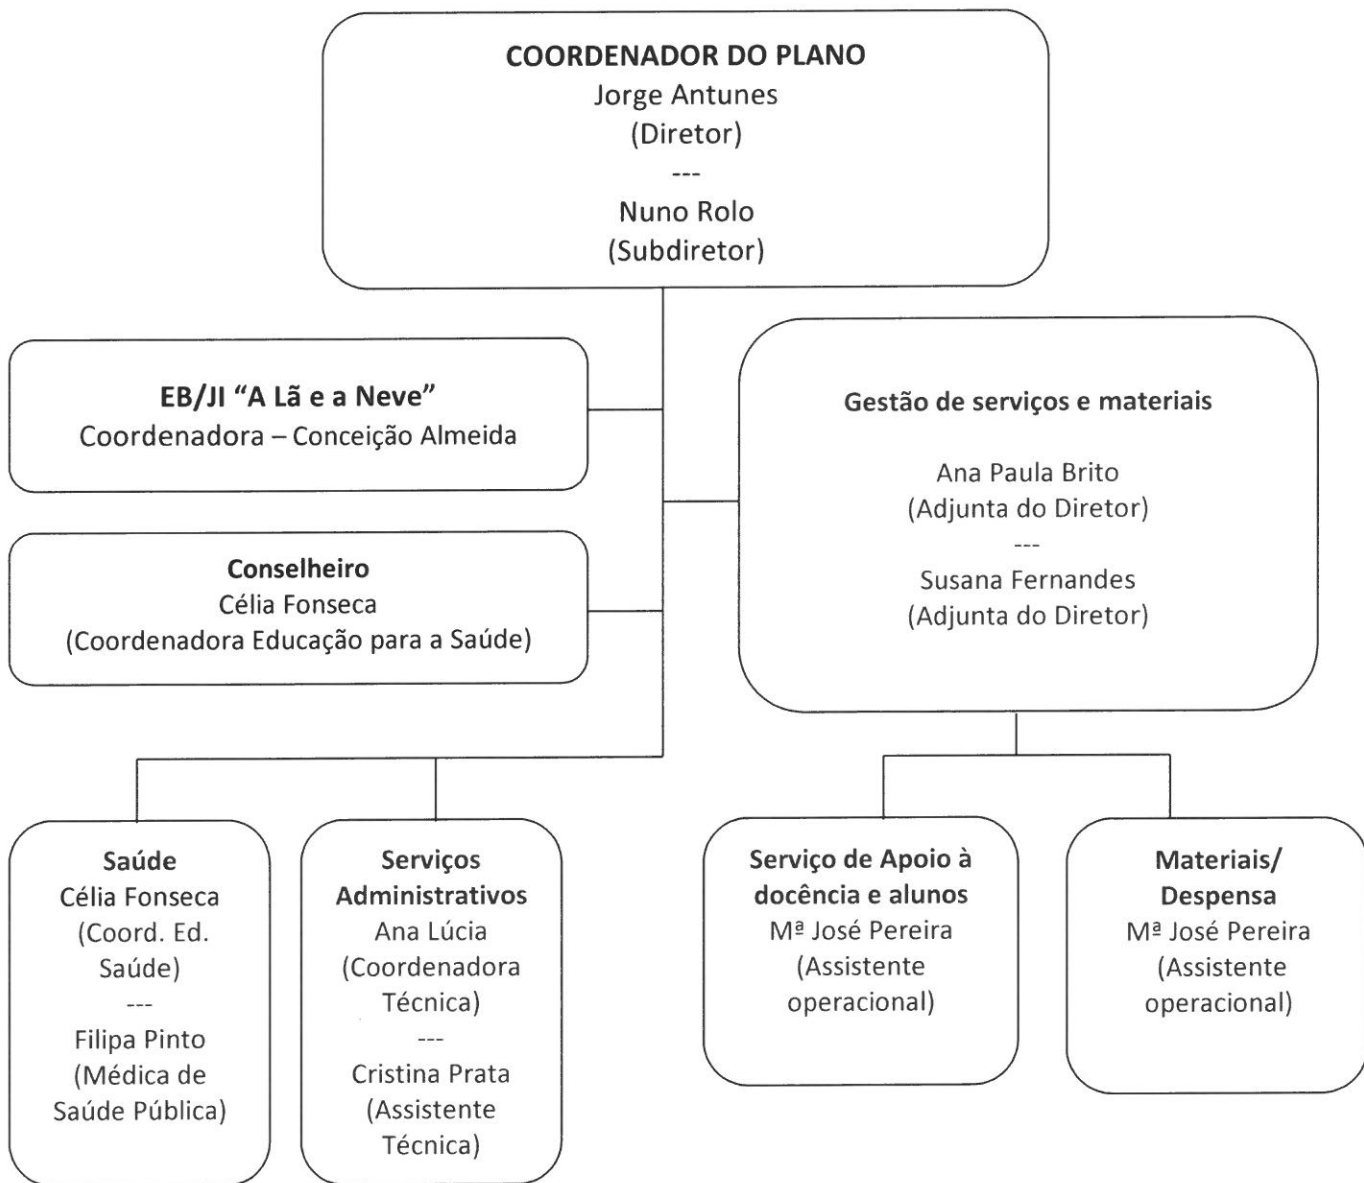 COORDENADOR DO PLANO
Jorge Antunes
(Diretor)
---
Nuno Rolo
(Subdiretor)
EB/JI “A Lã e a Neve”
Coordenadora – Conceição Almeida
Gestão de serviços e materiais
Ana Paula Brito
(Adjunta do Diretor)
---
Susana Fernandes
(Adjunta do Diretor)
Conselheiro
Célia Fonseca
(Coordenadora Educação para a Saúde)
Saúde
Célia Fonseca
(Coord. Ed.
Saúde)
---
Filipa Pinto
(Médica de
Saúde Pública)
Serviços
Administrativos
Ana Lúcia
(Coordenadora
Técnica)
---
Cristina Prata
(Assistente
Técnica)
Serviço de Apoio à
docência e alunos
Mª José Pereira
(Assistente
operacional)
Materiais/
Despensa
Mª José Pereira
(Assistente
operacional)